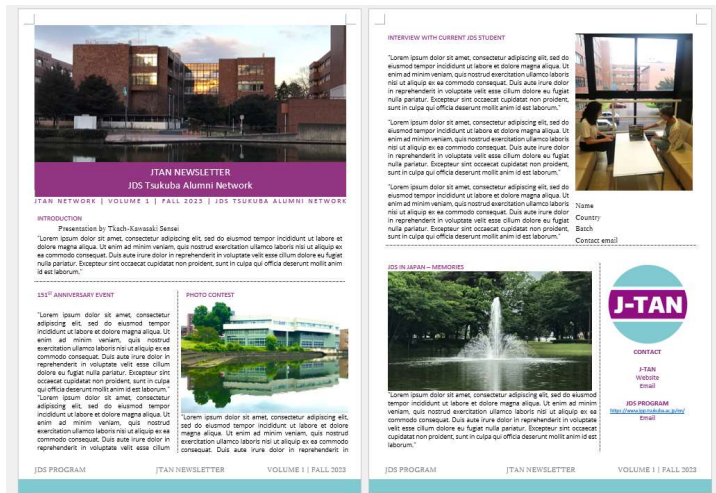 JTAN NEWSLETTER
JDS Tsukuba Alumni Network
JTAN NETWORK | VOLUME 1 | FALL 2023 | JDS TSUKUBA ALUMNI NETWORK
INTRODUCTION
Presentation by Tkach-Kawasaki Sensei
"Lorem ipsum dolor sit amet, consectetur adipiscing elit, sed do eiusmod tempor incididunt ut labore et
dolore magna aliqua. Ut enim ad minim veniam, quis nostrud exercitation ullamco laboris nisi ut aliquip ex
ea commodo consequat. Duis aute irure dolor in reprehenderit in voluptate velit esse cillum dolore eu fugiat
nulla pariatur. Excepteur sint occaecat cupidatat non proident, sunt in culpa qui officia deserunt mollit anim
id est laborum."
151ST ANNIVERSARY EVENT
"Lorem ipsum dolor sit amet, consectetur
adipiscing elit, sed do eiusmod tempor
incididunt ut labore et dolore magna aliqua. Ut
enim ad minim veniam, quis nostrud
exercitation ullamco laboris nisi ut aliquip ex ea
commodo consequat. Duis aute irure dolor in
reprehenderit in voluptate velit esse cillum
dolore eu fugiat nulla pariatur. Excepteur sint
occaecat cupidatat non proident, sunt in culpa
qui officia deserunt mollit anim id est laborum."
"Lorem ipsum dolor sit amet, consectetur
adipiscing elit, sed do eiusmod tempor
incididunt ut labore et dolore magna aliqua. Ut
enim ad minim veniam, quis nostrud
exercitation ullamco laboris nisi ut aliquip ex ea
commodo consequat. Duis aute irure dolor in
reprehenderit in voluptate velit esse cillum
PHOTO CONTEST
"Lorem ipsum dolor sit amet, consectetur adipiscing elit,
sed do eiusmod tempor incididunt ut labore et dolore
magna aliqua. Ut enim ad minim veniam, quis nostrud
exercitation ullamco laboris nisi ut aliquip ex ea commodo
consequat. Duis aute irure dolor in reprehenderit in
JDS PROGRAM JTAN NEWSLETTER VOLUME 1 | FALL 2023
INTERVIEW WITH CURRENT JDS STUDENT
"Lorem ipsum dolor sit amet, consectetur adipiscing elit, sed do
eiusmod tempor incididunt ut labore et dolore magna aliqua. Ut
enim ad minim veniam, quis nostrud exercitation ullamco laboris
nisi ut aliquip ex ea commodo consequat. Duis aute irure dolor
in reprehenderit in voluptate velit esse cillum dolore eu fugiat
nulla pariatur. Excepteur sint occaecat cupidatat non proident,
sunt in culpa qui officia deserunt mollit anim id est laborum."
"Lorem ipsum dolor sit amet, consectetur adipiscing elit, sed do
eiusmod tempor incididunt ut labore et dolore magna aliqua. Ut
enim ad minim veniam, quis nostrud exercitation ullamco laboris
nisi ut aliquip ex ea commodo consequat. Duis aute irure dolor
in reprehenderit in voluptate velit esse cillum dolore eu fugiat
nulla pariatur. Excepteur sint occaecat cupidatat non proident,
sunt in culpa qui officia deserunt mollit anim id est laborum."
"Lorem ipsum dolor sit amet, consectetur adipiscing elit, sed do
eiusmod tempor incididunt ut labore et dolore magna aliqua. Ut
enim ad minim veniam, quis nostrud exercitation ullamco laboris
nisi ut aliquip ex ea commodo consequat. Duis aute irure dolor
in reprehenderit in voluptate velit esse cillum dolore eu fugiat
nulla pariatur. Excepteur sint occaecat cupidatat non proident,
sunt in culpa qui officia deserunt mollit anim id est laborum."
Name
Country
Batch
Contact email
JDS IN JAPAN – MEMORIES
"Lorem ipsum dolor sit amet, consectetur adipiscing elit, sed do eiusmod
tempor incididunt ut labore et dolore magna aliqua. Ut enim ad minim
veniam, quis nostrud exercitation ullamco laboris nisi ut aliquip ex ea
commodo consequat. Duis aute irure dolor in reprehenderit in voluptate
velit esse cillum dolore eu fugiat nulla pariatur. Excepteur sint occaecat
cupidatat non proident, sunt in culpa qui officia deserunt mollit anim id est
laborum."
J-TAN
CONTACT
J-TAN
Website
Email
JDS PROGRAM
Email
JDS PROGRAM JTAN NEWSLETTER VOLUME 1 | FALL 2023